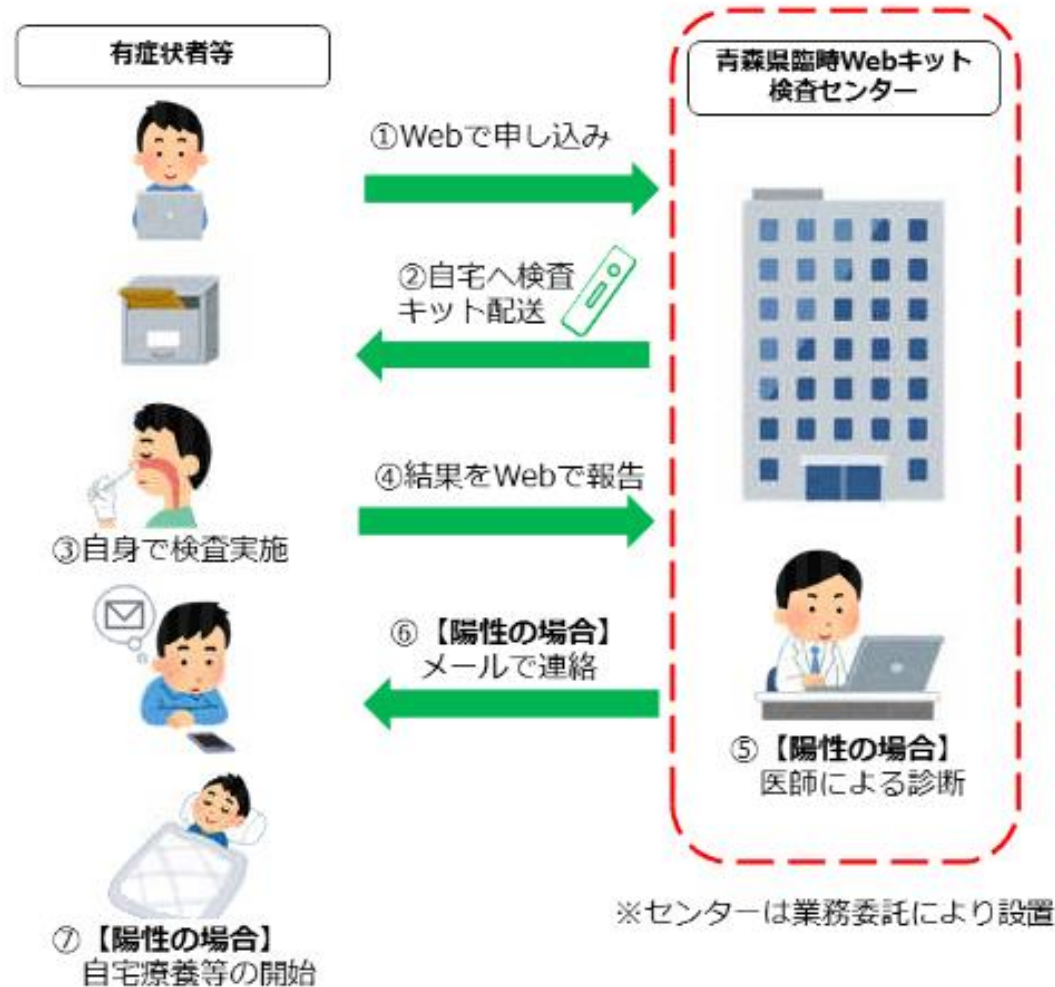 有症状者等
青森県臨時Webキット
検査センター
①Webで申し込み
②自宅へ検査
キット配送
③自身で検査実施
④結果をWebで報告
⑤【陽性の場合】
医師による診断
⑥【陽性の場合】
メールで連絡
⑦【陽性の場合】
自宅療養等の開始
※センターは業務委託により設置